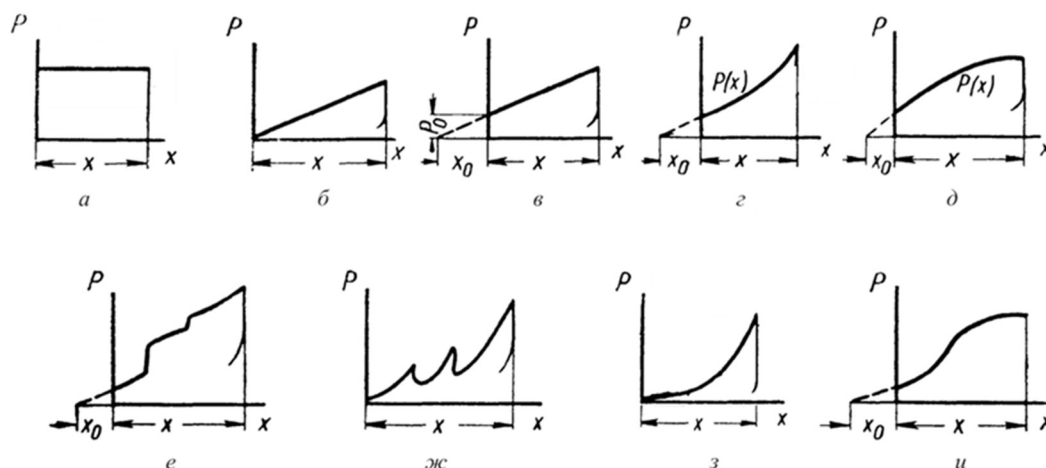 P P P P P
P(x) P(x)
P₀
x x x x₀ x x x₀ x x x₀ x x
а б в г д
P P P P
x₀ x x x x x x x₀ x x
е ж з и